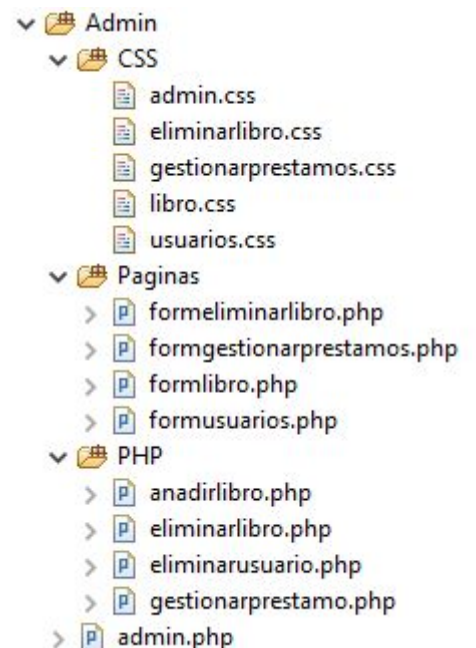 Admin
CSS
admin.css
eliminarlibro.css
gestionarprestamos.css
libro.css
usuarios.css
Paginas
formeliminarlibro.php
formgestionarprestamos.php
formlibro.php
formusuarios.php
PHP
anadirlibro.php
eliminarlibro.php
eliminarusuario.php
gestionarprestamo.php
admin.php